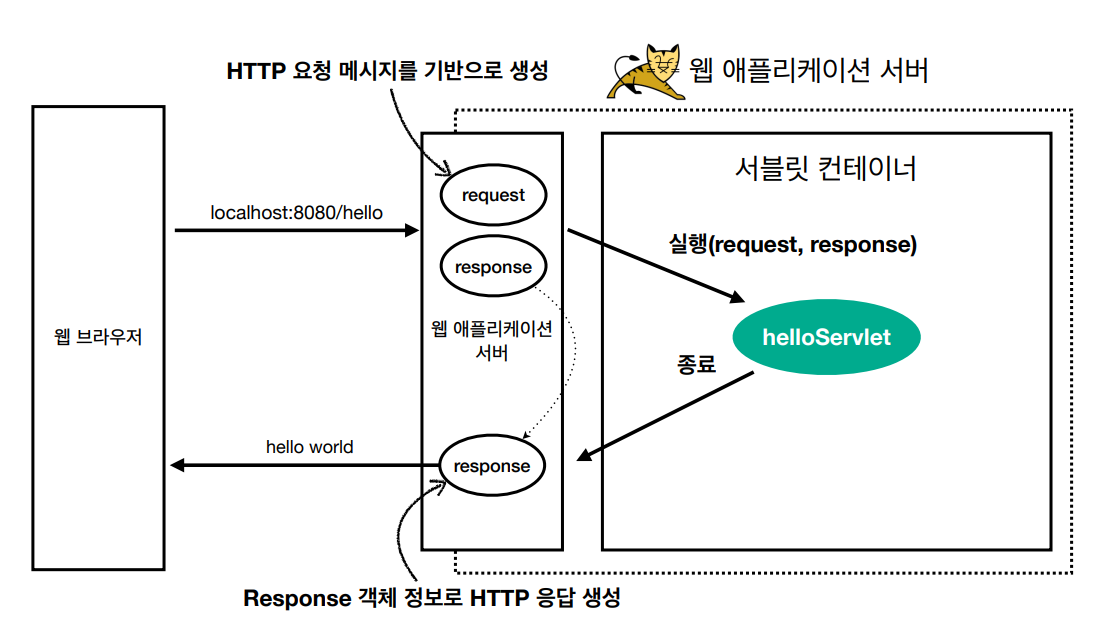 HTTP 요청 메시지를 기반으로 생성
웹 애플리케이션 서버
서블릿 컨테이너
request
localhost:8080/hello
실행(request, response)
response
웹 애플리케이션
서버
웹 브라우저
helloServlet
종료
hello world
response
Response 객체 정보로 HTTP 응답 생성